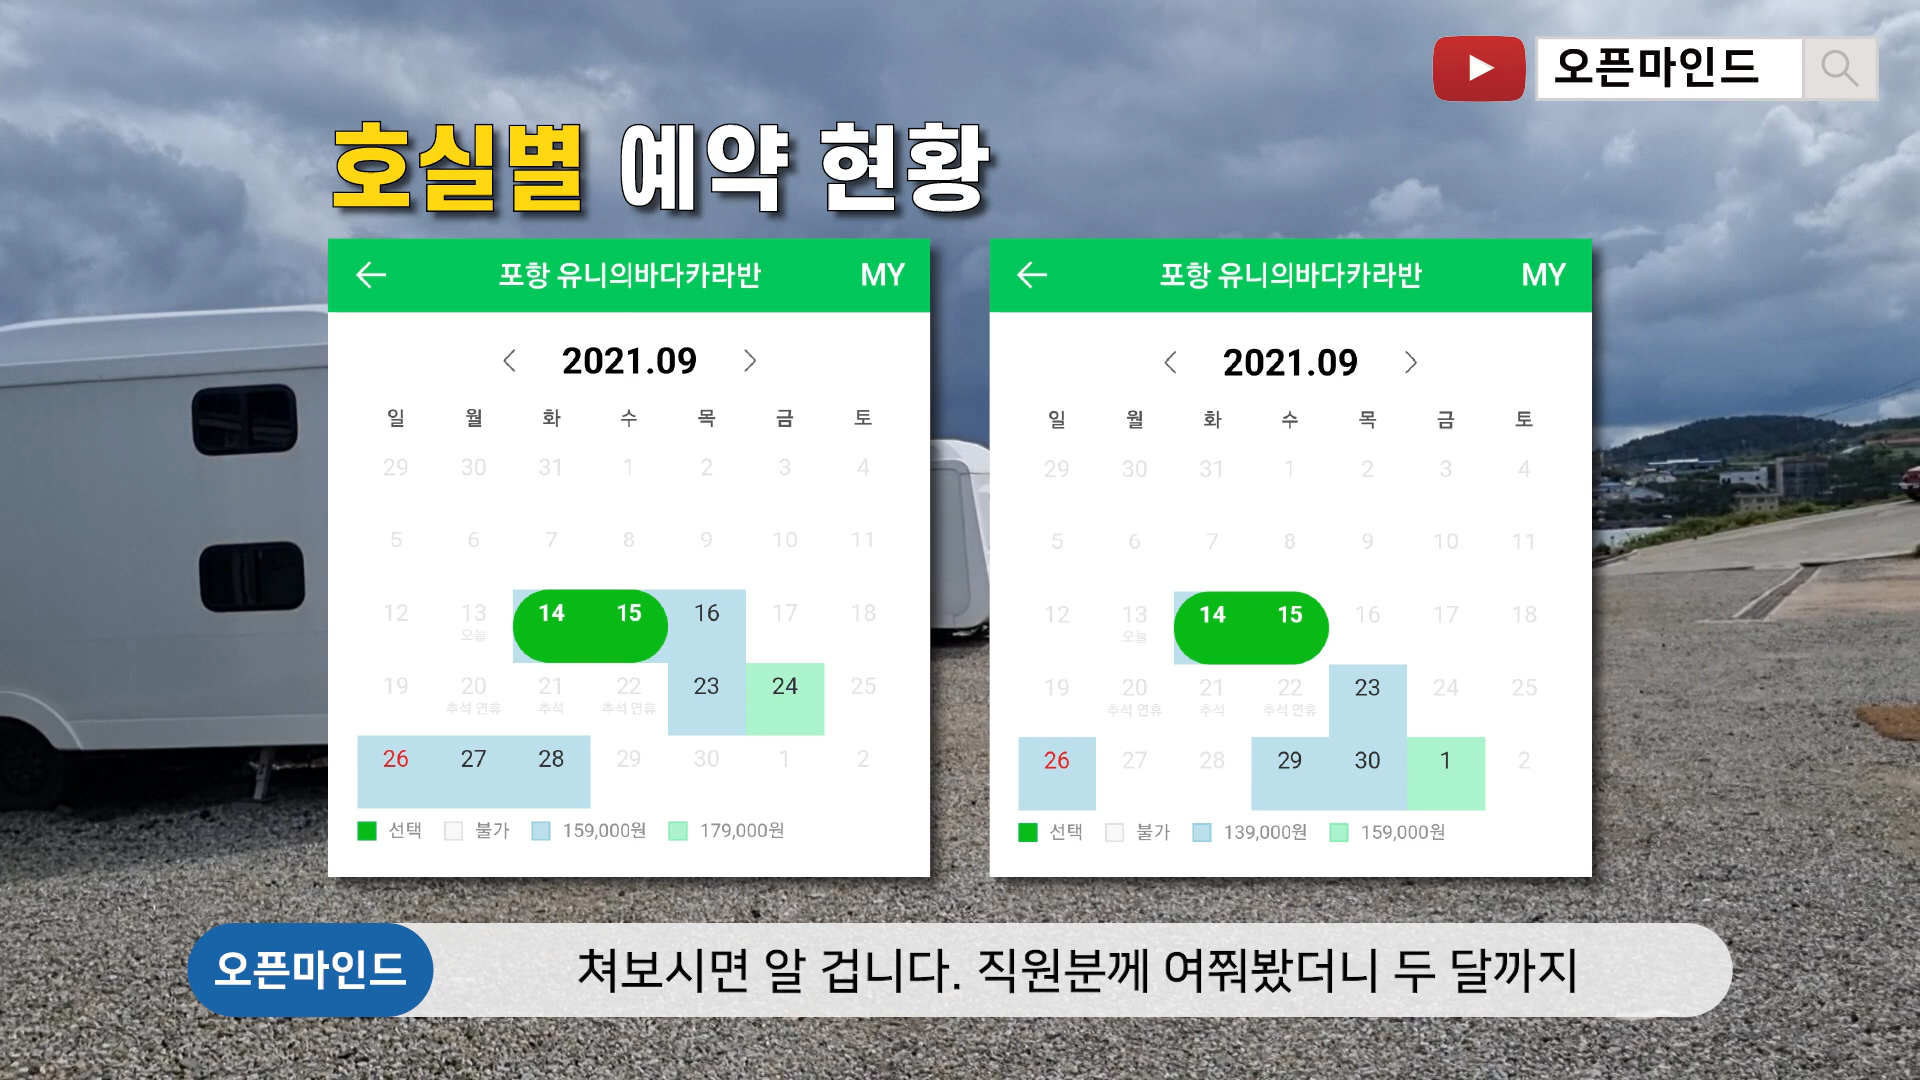 오픈마인드
호실별 예약 현황
포항 유니의바다카라반 MY
2021.09
일 월 화 수 목 금 토
29 30 31 1 2 3 4
5 6 7 8 9 10 11
12 13 14 15 16 17 18
오늘
19 20 21 22 23 24 25
추석 연휴 추석 추석 연휴
26 27 28 29 30 1 2
선택 불가 159,000원 179,000원
포항 유니의바다카라반 MY
2021.09
일 월 화 수 목 금 토
29 30 31 1 2 3 4
5 6 7 8 9 10 11
12 13 14 15 16 17 18
오늘
19 20 21 22 23 24 25
추석 연휴 추석 추석 연휴
26 27 28 29 30 1 2
선택 불가 139,000원 159,000원
오픈마인드 쳐보시면 알 겁니다. 직원분께 여쭤봤더니 두 달까지